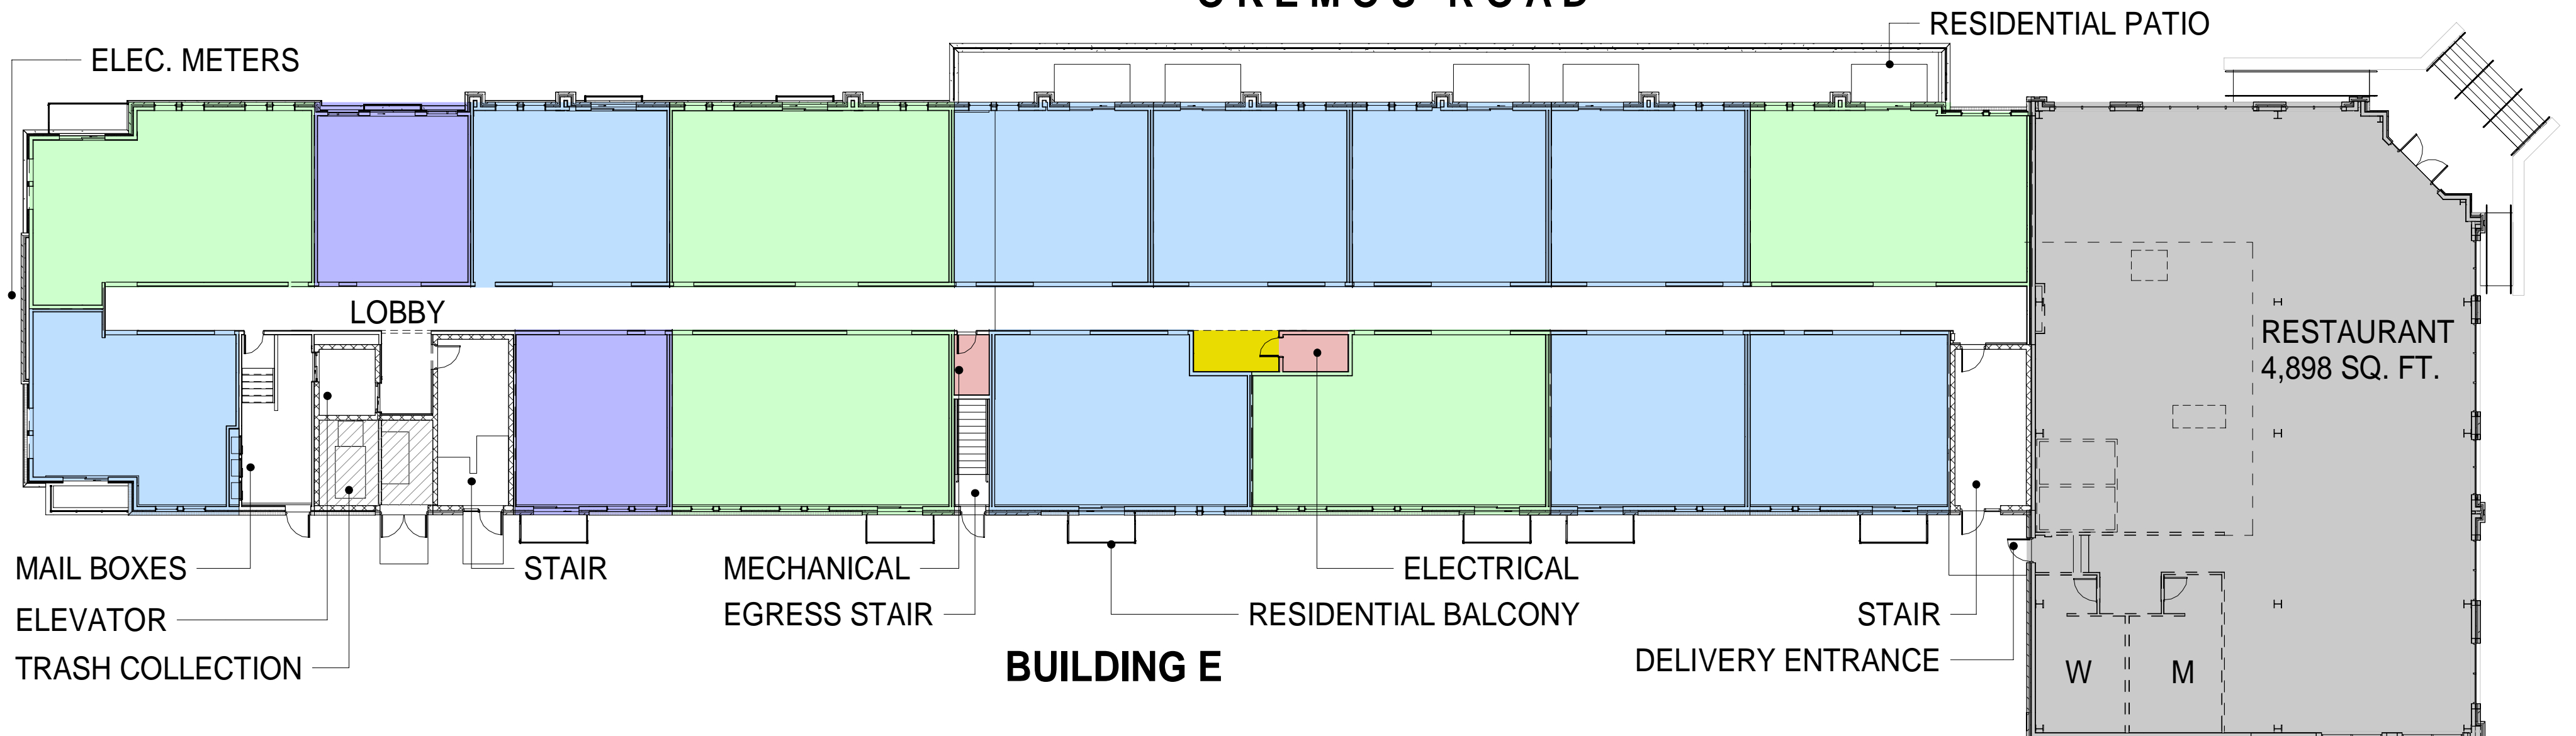 RESIDENTIAL PATIO
ELEC. METERS
LOBBY
RESTAURANT
4,898 SQ. FT.
MAIL BOXES
STAIR
MECHANICAL
ELECTRICAL
ELEVATOR
EGRESS STAIR
RESIDENTIAL BALCONY
STAIR
TRASH COLLECTION
BUILDING E
DELIVERY ENTRANCE
W
M